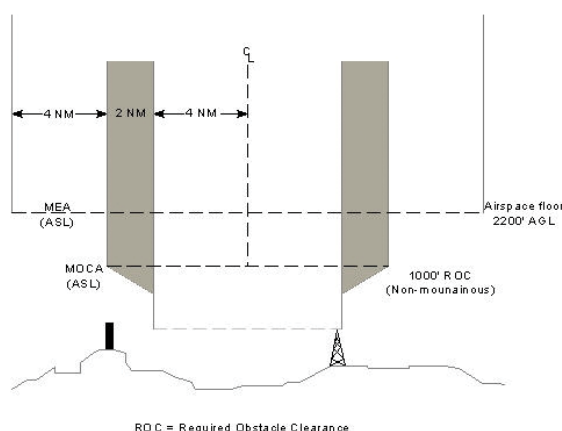 CL
4 NM
2 NM
4 NM
MEA
(ASL)
Airspace floor
2200' AGL
MOCA
(ASL)
1000' ROC
(Non-mounainous)
ROC = Required Obstacle Clearance